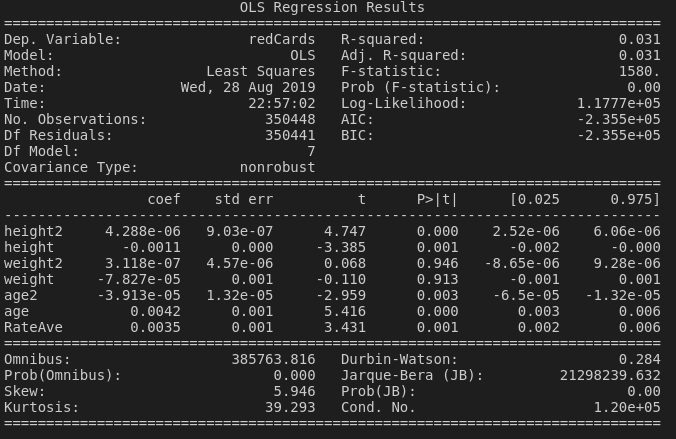 OLS Regression Results
==============================================================================
Dep. Variable: redCards R-squared: 0.031
Model: OLS Adj. R-squared: 0.031
Method: Least Squares F-statistic: 1580.
Date: Wed, 28 Aug 2019 Prob (F-statistic): 0.00
Time: 22:57:02 Log-Likelihood: 1.1777e+05
No. Observations: 350448 AIC: -2.355e+05
Df Residuals: 350441 BIC: -2.355e+05
Df Model: 7
Covariance Type: nonrobust
==============================================================================
coef std err t P>|t| [0.025 0.975]
------------------------------------------------------------------------------
height2 4.288e-06 9.03e-07 4.747 0.000 2.52e-06 6.06e-06
height -0.0011 0.000 -3.385 0.001 -0.002 -0.000
weight2 3.118e-07 4.57e-06 0.068 0.946 -8.65e-06 9.28e-06
weight -7.827e-05 0.001 -0.110 0.913 -0.001 0.001
age2 -3.913e-05 1.32e-05 -2.959 0.003 -6.5e-05 -1.32e-05
age 0.0042 0.001 5.416 0.000 0.003 0.006
RateAve 0.0035 0.001 3.431 0.001 0.002 0.006
==============================================================================
Omnibus: 385763.816 Durbin-Watson: 0.284
Prob(Omnibus): 0.000 Jarque-Bera (JB): 21298239.632
Skew: 5.946 Prob(JB): 0.00
Kurtosis: 39.293 Cond. No. 1.20e+05
==============================================================================